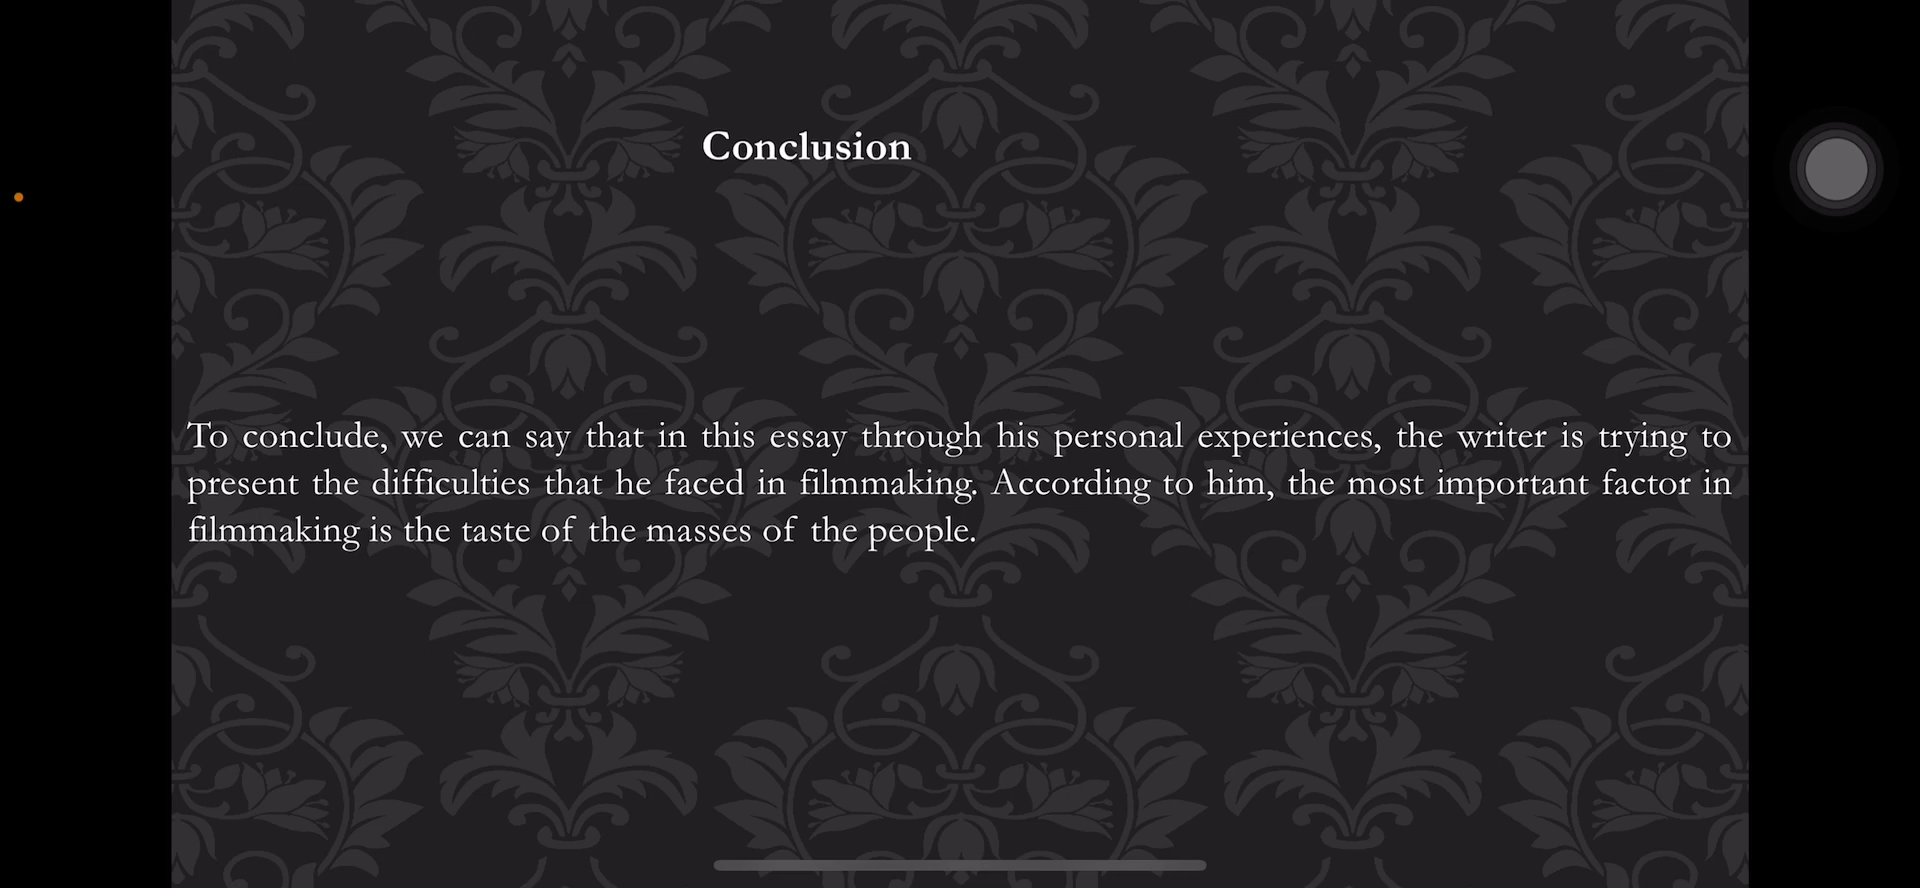 Conclusion
To conclude, we can say that in this essay through his personal experiences, the writer is trying to
present the difficulties that he faced in filmmaking. According to him, the most important factor in
filmmaking is the taste of the masses of the people.